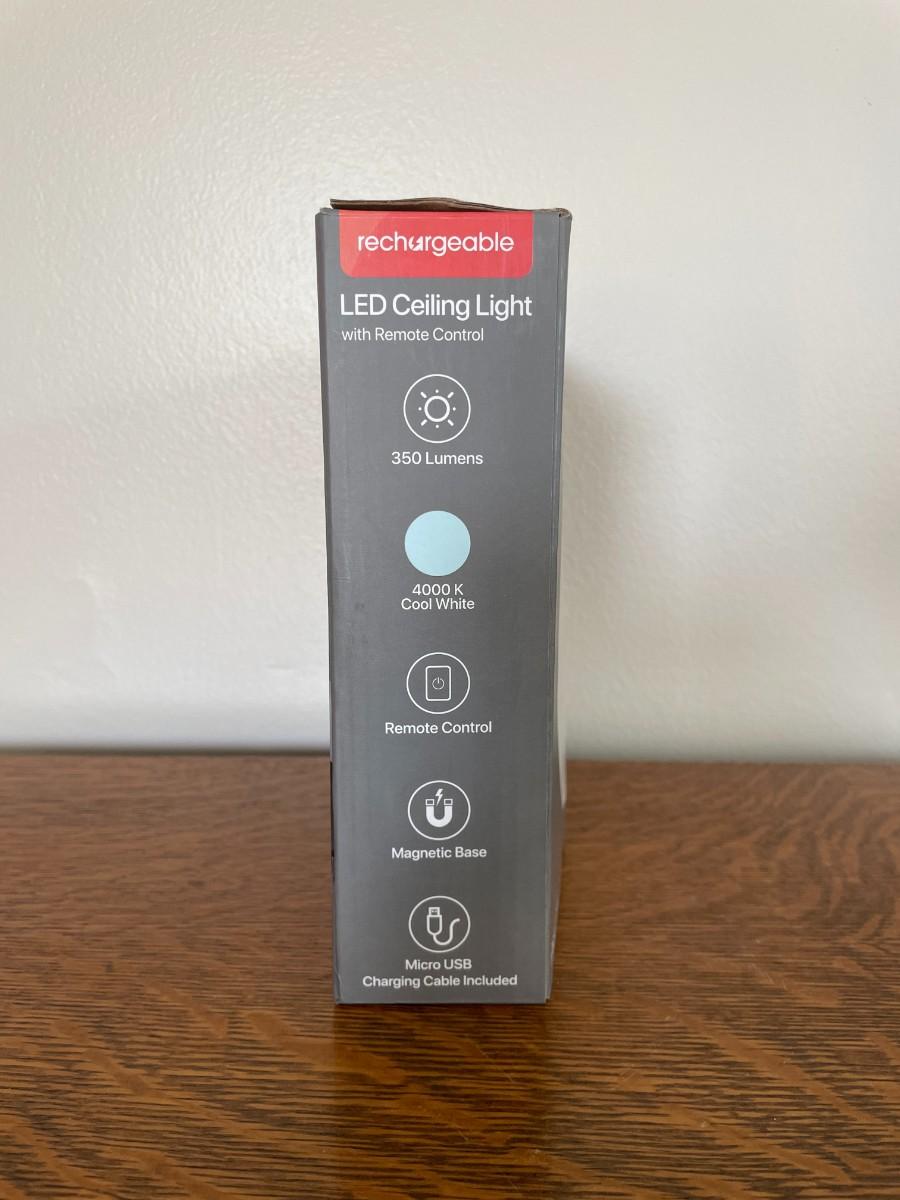 rechargeable
LED Ceiling Light
with Remote Control
350 Lumens
4000 K
Cool White
Remote Control
Magnetic Base
Micro USB
Charging Cable Included